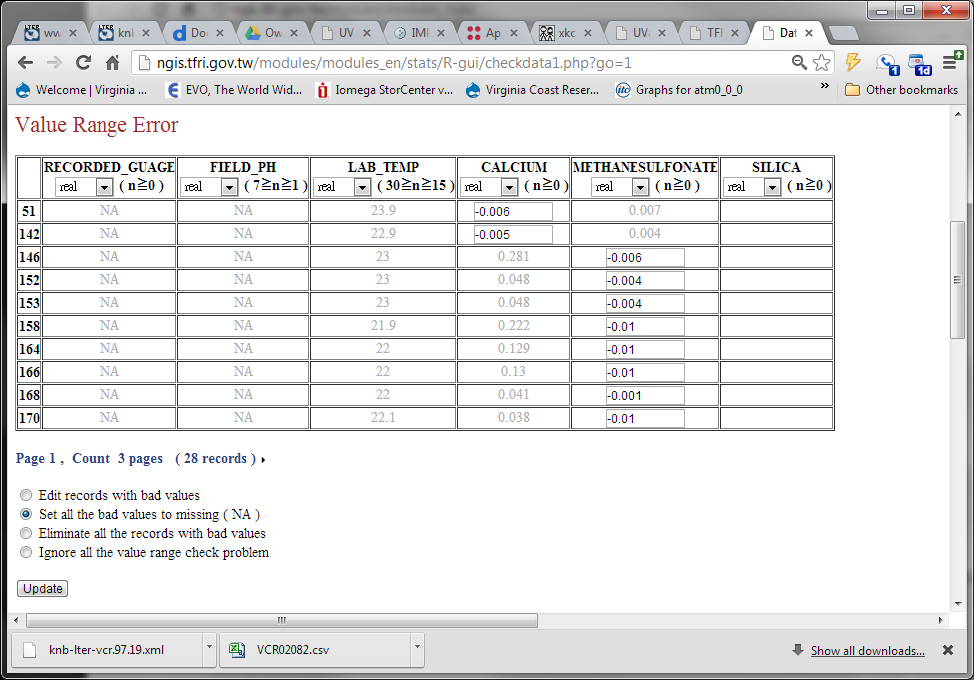 ww kn Do Ow UV IMI Ap xkc UV TFI Dat
ngis.tfri.gov.tw/modules/modules_en/stats/R-gui/checkdata1.php?go=1
Welcome | Virginia ... EVO, The World Wid... Iomega StorCenter v... Virginia Coast Reser... Graphs for atm0_0_0 » Other bookmarks
Value Range Error
RECORDED_GUAGE FIELD_PH LAB_TEMP CALCIUM METHANESULFONATE SILICA
real ( n≧0 ) real ( 7≧n≧1 ) real ( 30≧n≧15 ) real ( n≧0 ) real ( n≧0 ) real ( n≧0 )
51 NA NA 23.9 -0.006 0.007
142 NA NA 22.9 -0.005 0.004
146 NA NA 23 0.281 -0.006
152 NA NA 23 0.048 -0.004
153 NA NA 23 0.048 -0.004
158 NA NA 21.9 0.222 -0.01
164 NA NA 22 0.129 -0.01
166 NA NA 22 0.13 -0.01
168 NA NA 22 0.041 -0.001
170 NA NA 22.1 0.038 -0.01
Page 1 , Count 3 pages ( 28 records )
Edit records with bad values
Set all the bad values to missing ( NA )
Eliminate all the records with bad values
Ignore all the value range check problem
Update
knb-lter-vcr.97.19.xml VCR02082.csv Show all downloads...